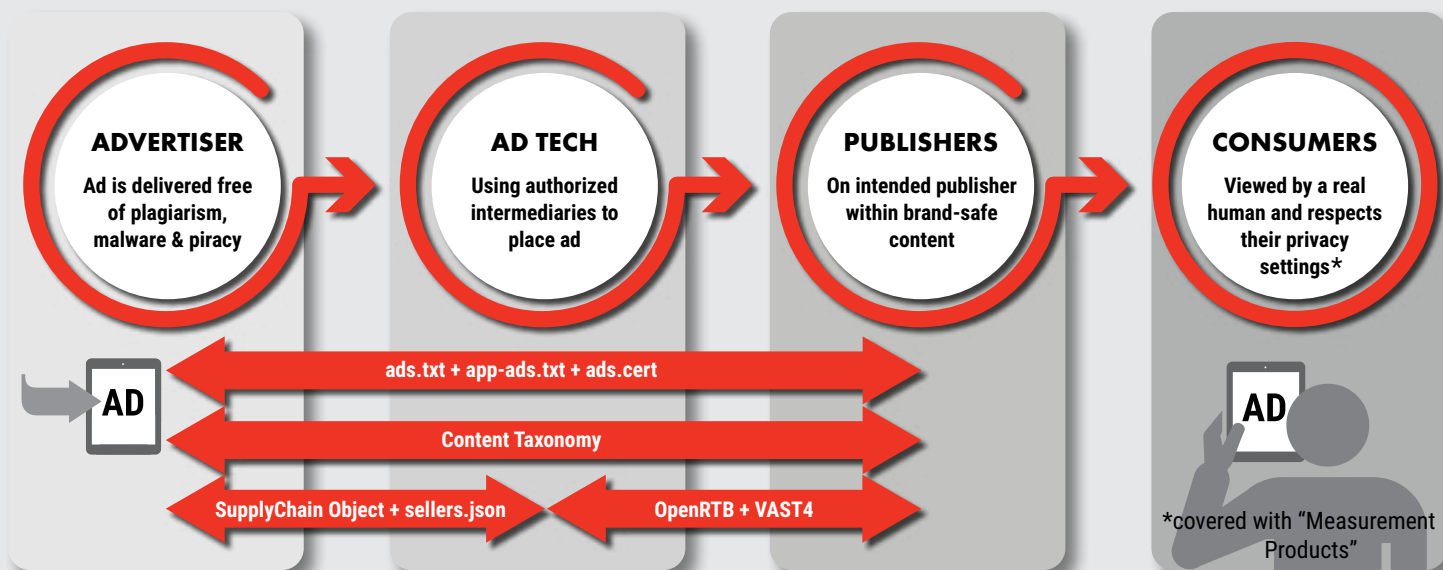 ADVERTISER
Ad is delivered free
of plagiarism,
malware & piracy
AD TECH
Using authorized
intermediaries to
place ad
PUBLISHERS
On intended publisher
within brand-safe
content
CONSUMERS
Viewed by a real
human and respects
their privacy
settings*
AD
ads.txt + app-ads.txt + ads.cert
Content Taxonomy
SupplyChain Object + sellers.json
OpenRTB + VAST4
AD
*covered with “Measurement
Products”